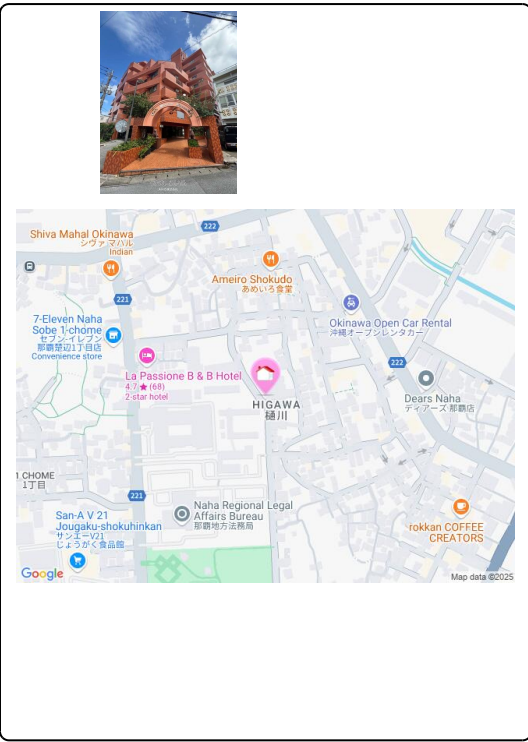 222
Shiva Mahal Okinawa
シヴァ マハル
Indian
Ameiro Shokudo
あめいろ食堂
221
7-Eleven Naha
Sobe 1-chome
セブン-イレブン
那覇楚辺1丁目店
Convenience store
Okinawa Open Car Rental
沖縄オープンレンタカー
222
La Passione B & B Hotel
4.7 ★ (68)
2-star hotel
HIGAWA
樋川
Dears Naha
ディアーズ那覇店
1 CHOME
1丁目
221
Naha Regional Legal
Affairs Bureau
那覇地方法務局
San-A V 21
Jougaku-shokuhinkan
サンエーV21
じょうがく食品館
rokkan COFFEE
CREATORS
Google
Map data ©2025